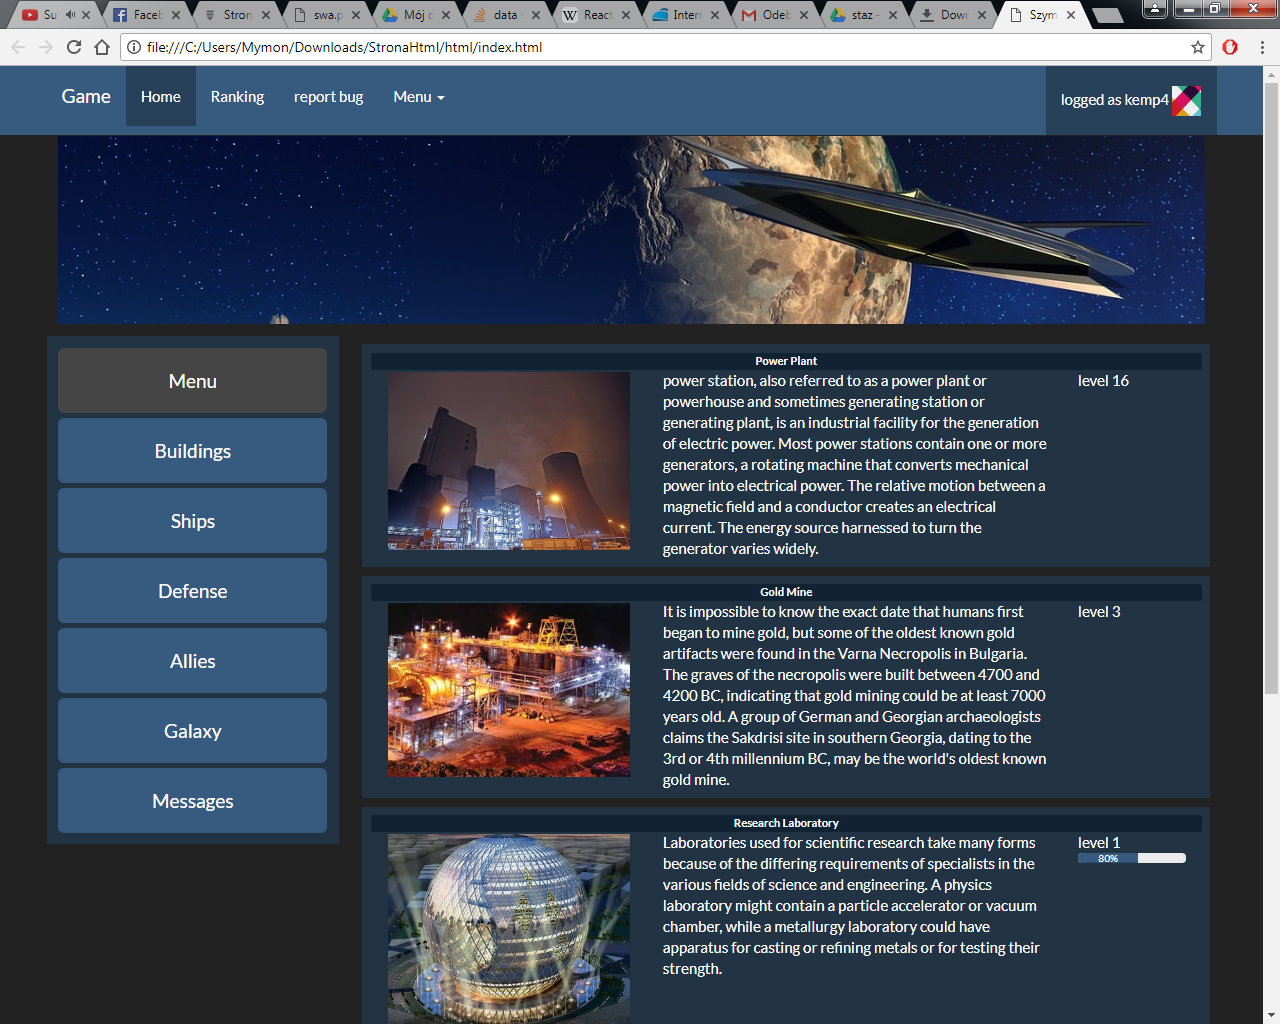 Su
Faceb
Stron
swa.p
Mój d
data s
React
Intern
Odeb
staz -
Down
Szym
file:///C:/Users/Mymon/Downloads/StronaHtml/html/index.html
Game
Home
Ranking
report bug
Menu
logged as kemp4
Menu
Buildings
Ships
Defense
Allies
Galaxy
Messages
Power Plant
power station, also referred to as a power plant or
powerhouse and sometimes generating station or
generating plant, is an industrial facility for the generation
of electric power. Most power stations contain one or more
generators, a rotating machine that converts mechanical
power into electrical power. The relative motion between a
magnetic field and a conductor creates an electrical
current. The energy source harnessed to turn the
generator varies widely.
level 16
Gold Mine
It is impossible to know the exact date that humans first
began to mine gold, but some of the oldest known gold
artifacts were found in the Varna Necropolis in Bulgaria.
The graves of the necropolis were built between 4700 and
4200 BC, indicating that gold mining could be at least 7000
years old. A group of German and Georgian archaeologists
claims the Sakdrisi site in southern Georgia, dating to the
3rd or 4th millennium BC, may be the world's oldest known
gold mine.
level 3
Research Laboratory
Laboratories used for scientific research take many forms
because of the differing requirements of specialists in the
various fields of science and engineering. A physics
laboratory might contain a particle accelerator or vacuum
chamber, while a metallurgy laboratory could have
apparatus for casting or refining metals or for testing their
strength.
level 1
80%